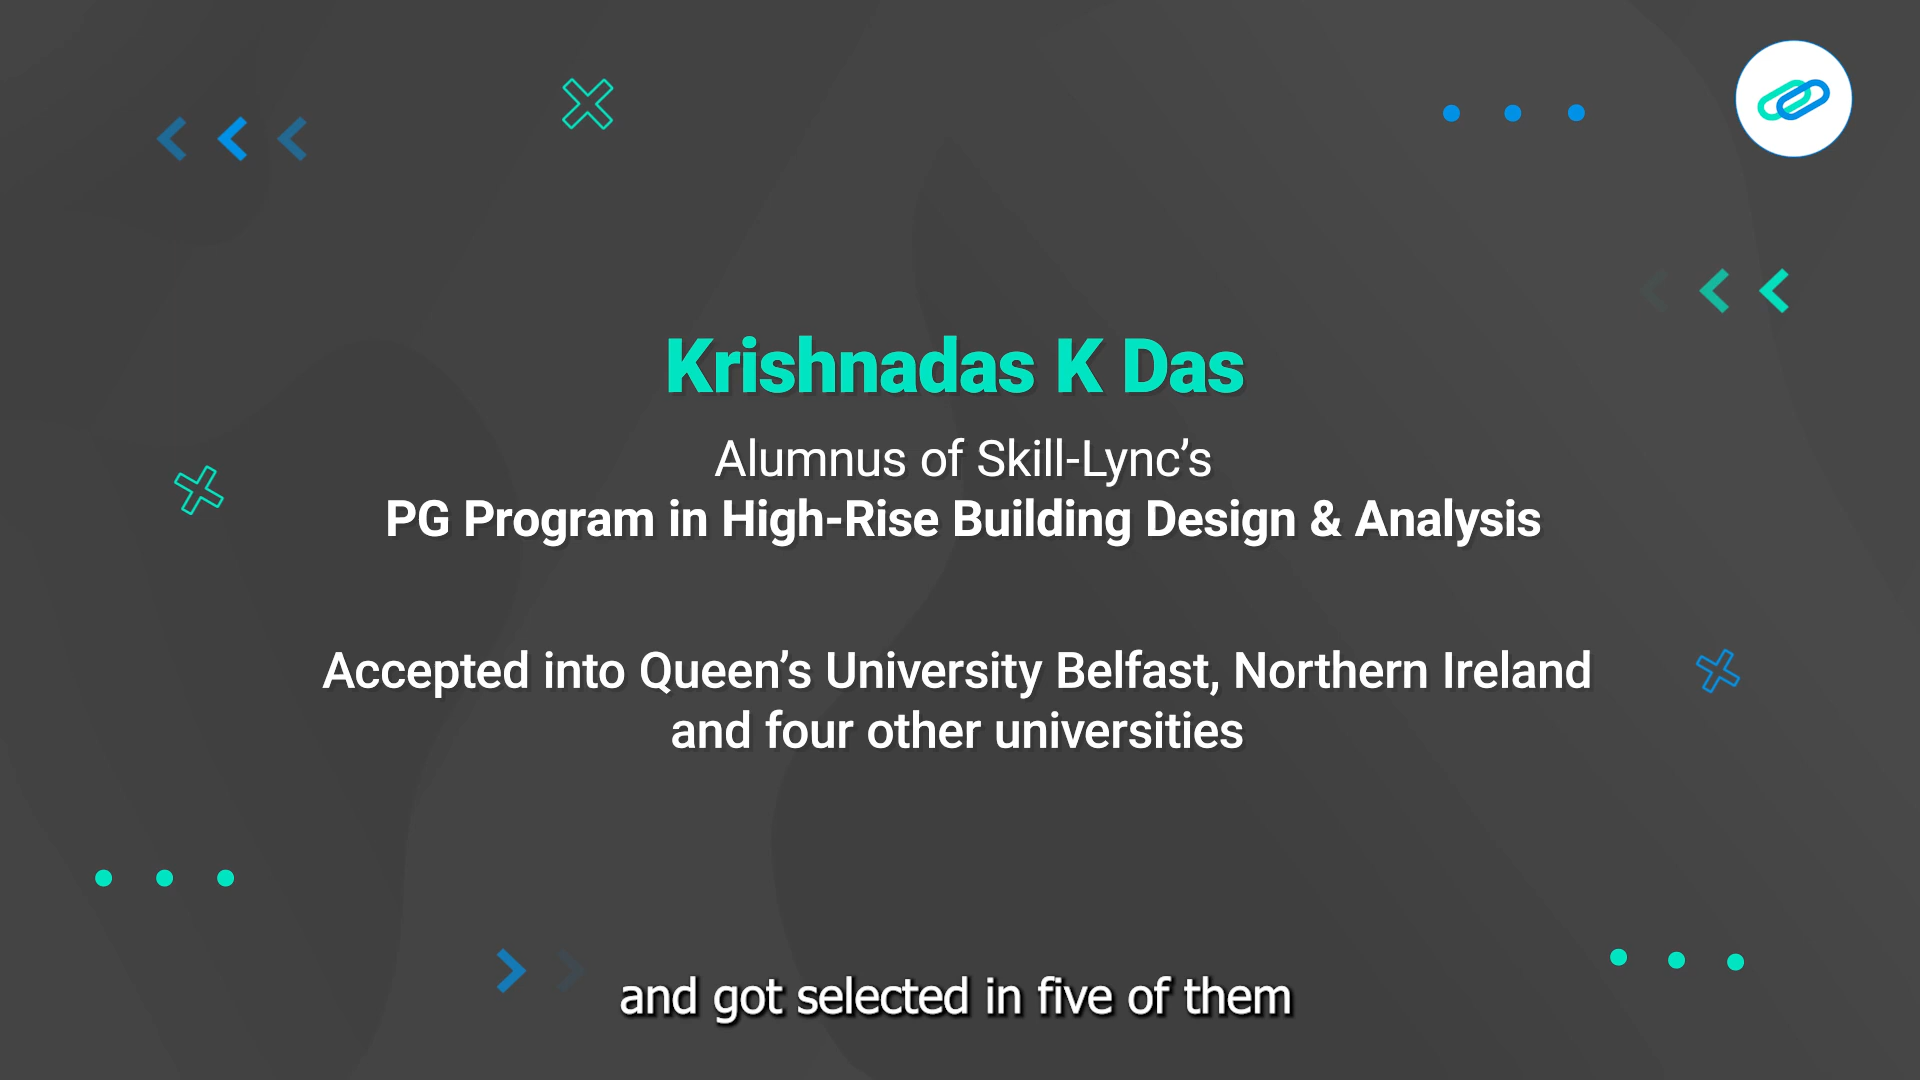 Krishnadas K Das
Alumnus of Skill-Lync’s
PG Program in High-Rise Building Design & Analysis
Accepted into Queen’s University Belfast, Northern Ireland
and four other universities
and got selected in five of them